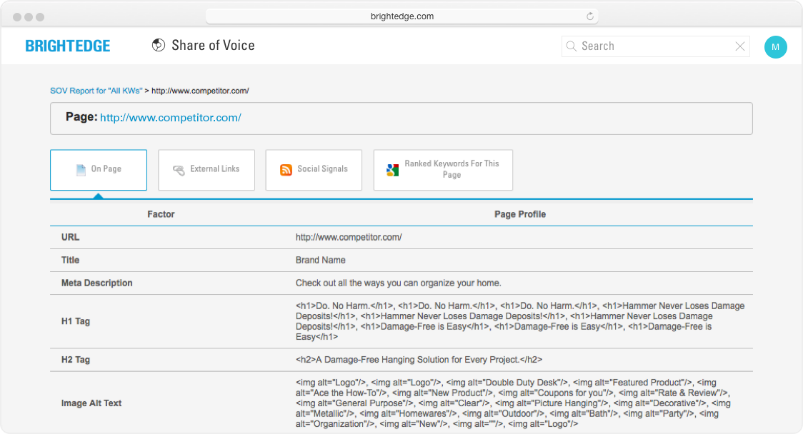 brightedge.com
BRIGHTEDGE
Share of Voice
Search
M
SOV Report for "All KWs" > http://www.competitor.com/
Page: http://www.competitor.com/
On Page
External Links
Social Signals
Ranked Keywords For This
Page
Factor
Page Profile
URL
http://www.competitor.com/
Title
Brand Name
Meta Description
Check out all the ways you can organize your home.
H1 Tag
<h1>Do. No Harm.</h1>, <h1>Do. No Harm.</h1>, <h1>Do. No Harm.</h1>, <h1>Hammer Never Loses Damage
Deposits!</h1>, <h1>Hammer Never Loses Damage Deposits!</h1>, <h1>Hammer Never Loses Damage
Deposits!</h1>, <h1>Damage-Free is Easy</h1>, <h1>Damage-Free is Easy</h1>, <h1>Damage-Free is
Easy</h1>
H2 Tag
<h2>A Damage-Free Hanging Solution for Every Project.</h2>
Image Alt Text
<img alt="Logo"/>, <img alt="Logo"/>, <img alt="Double Duty Desk"/>, <img alt="Featured Product"/>, <img
alt="Ace the How-To"/>, <img alt="New Product"/>, <img alt="Coupons for you"/>, <img alt="Rate & Review"/>,
<img alt="General Purpose"/>, <img alt="Clear"/>, <img alt="Picture Hanging"/>, <img alt="Decorative"/>, <img
alt="Metallic"/>, <img alt="Homewares"/>, <img alt="Outdoor"/>, <img alt="Bath"/>, <img alt="Party"/>, <img
alt="Organization"/>, <img alt="New"/>, <img alt=""/>, <img alt="Logo"/>